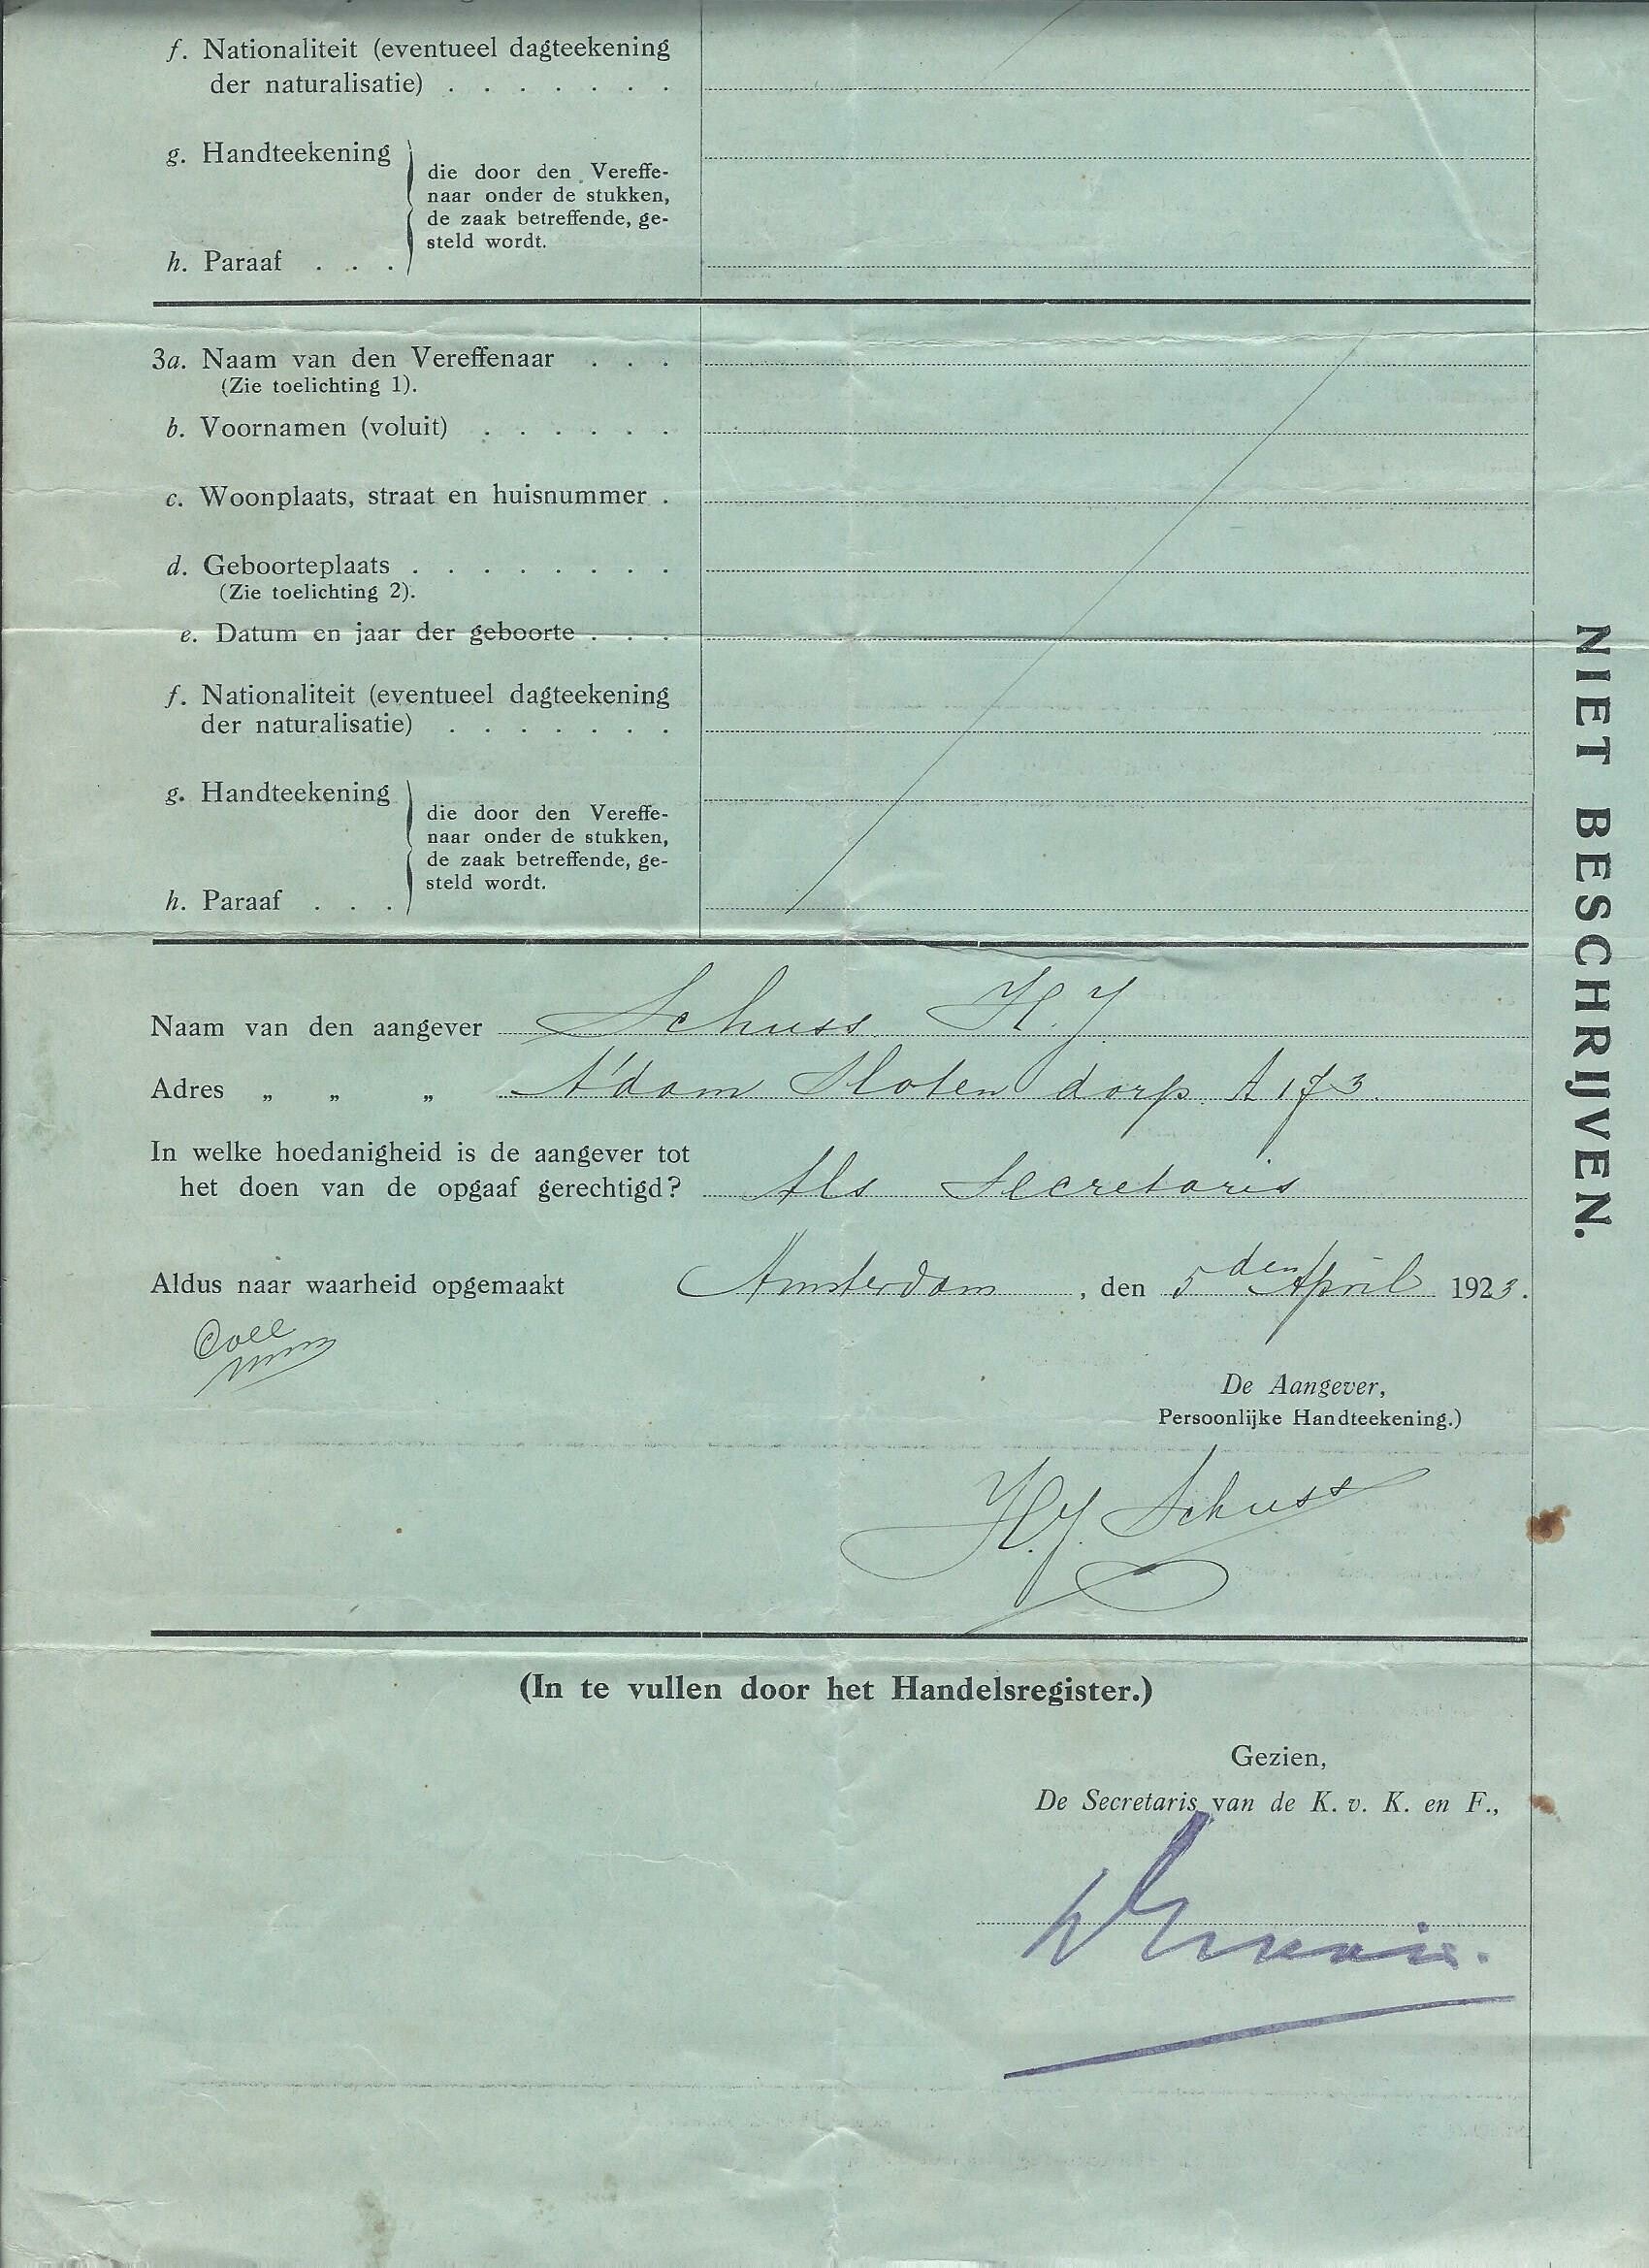 f. Nationaliteit (eventueel dagteekening
der naturalisatie) . . . . . . .
g. Handteekening
die door den Vereffe-
naar onder de stukken,
de zaak betreffende, ge-
steld wordt.
h. Paraaf . . .
3a. Naam van den Vereffenaar . . .
(Zie toelichting 1).
b. Voornamen (voluit) . . . . . .
c. Woonplaats, straat en huisnummer .
d. Geboorteplaats . . . . . . . .
(Zie toelichting 2).
e. Datum en jaar der geboorte . . .
f. Nationaliteit (eventueel dagteekening
der naturalisatie) . . . . . . .
g. Handteekening
die door den Vereffe-
naar onder de stukken,
de zaak betreffende, ge-
steld wordt.
h. Paraaf . . .
NIET BESCHRIJVEN.
Naam van den aangever Schuss H. J.
Adres „ „ „ A'dam Sloten dorp. A 173.
In welke hoedanigheid is de aangever tot
het doen van de opgaaf gerechtigd? Als Secretaris
Aldus naar waarheid opgemaakt Amsterdam, den 5den April 1923.
Coll
De Aangever,
Persoonlijke Handteekening.)
H.J. Schuss
(In te vullen door het Handelsregister.)
Gezien,
De Secretaris van de K. v. K. en F.,